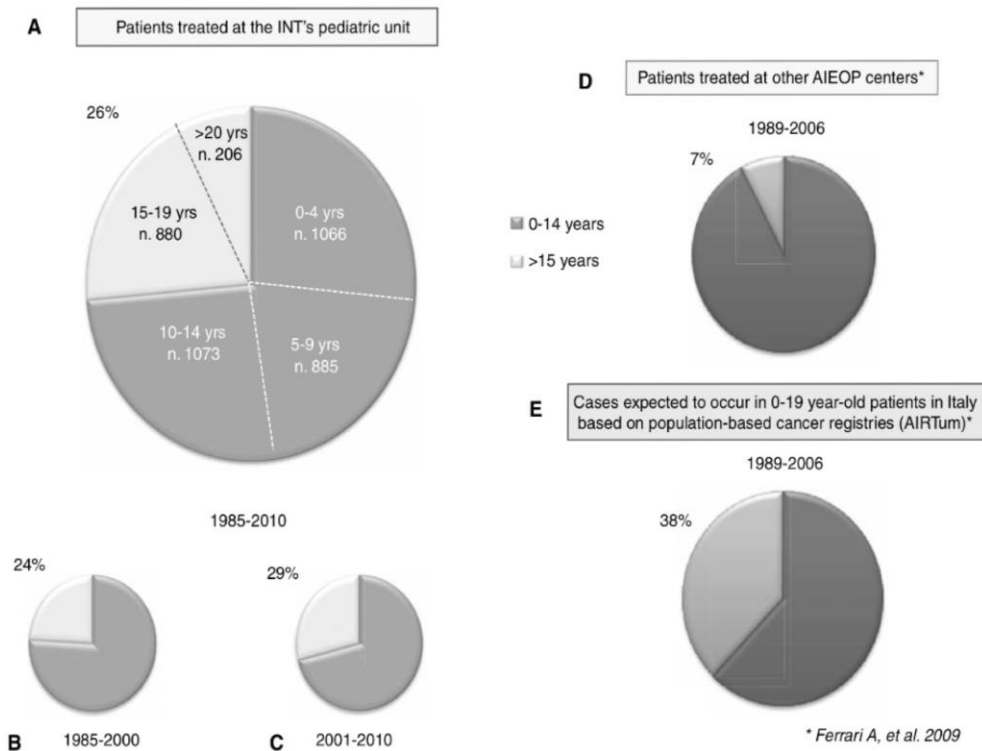 A
Patients treated at the INT's pediatric unit
26%
>20 yrs
n. 206
15-19 yrs
n. 880
0-4 yrs
n. 1066
10-14 yrs
n. 1073
5-9 yrs
n. 885
1985-2010
24%
B
1985-2000
29%
C
2001-2010
D
Patients treated at other AIEOP centers*
1989-2006
7%
0-14 years
>15 years
E
Cases expected to occur in 0-19 year-old patients in Italy
based on population-based cancer registries (AIRTum)*
1989-2006
38%
* Ferrari A, et al. 2009